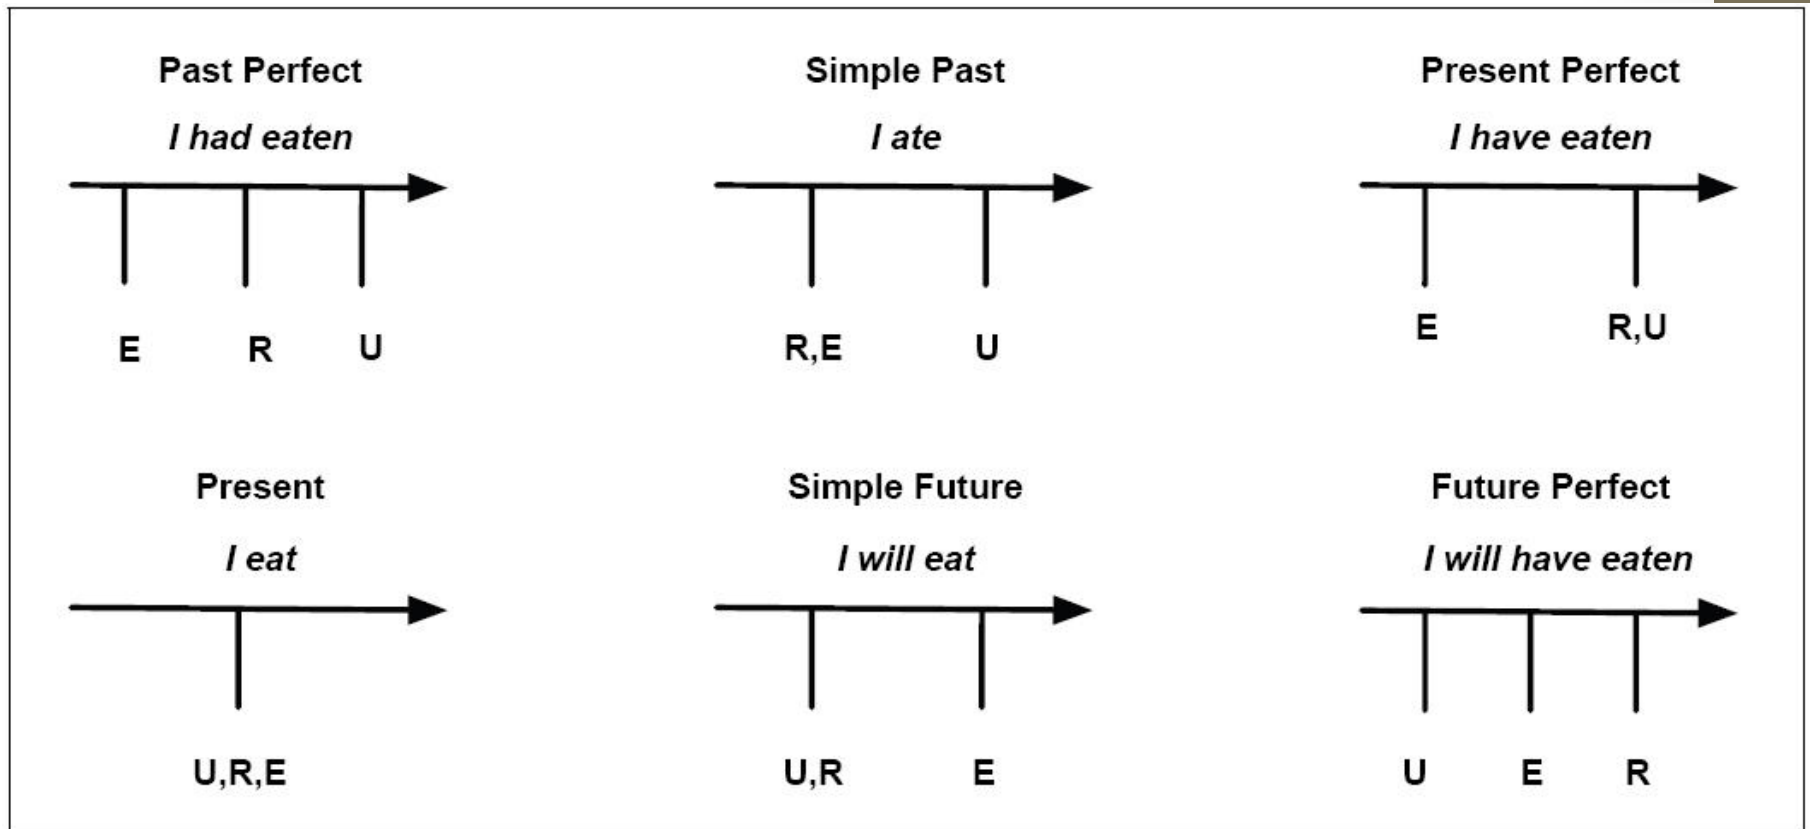 Past Perfect
I had eaten
E R U
Simple Past
I ate
R,E U
Present Perfect
I have eaten
E R,U
Present
I eat
U,R,E
Simple Future
I will eat
U,R E
Future Perfect
I will have eaten
U E R